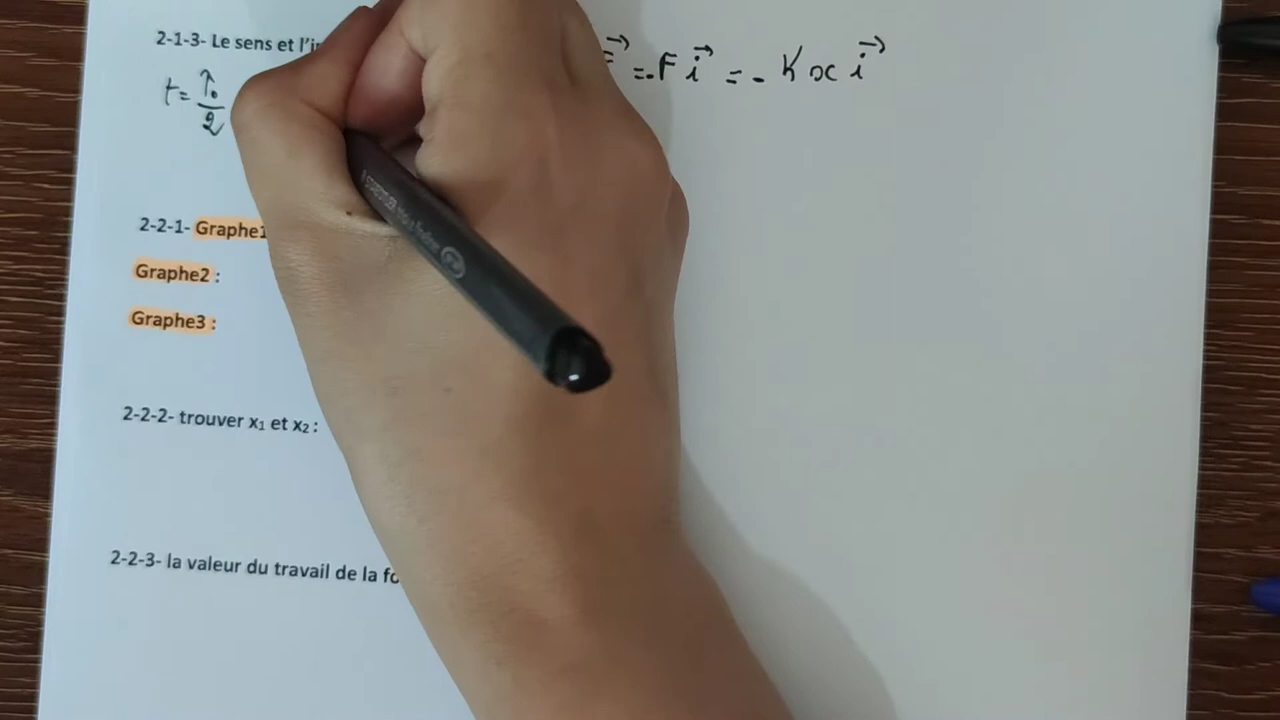 2-1-3- Le sens et l'i
= -F i = - K x i
t = T₀/2
2-2-1- Graphe1
Graphe2 :
Graphe3 :
2-2-2- trouver x₁ et x₂ :
2-2-3- la valeur du travail de la fo
STAEDTLER